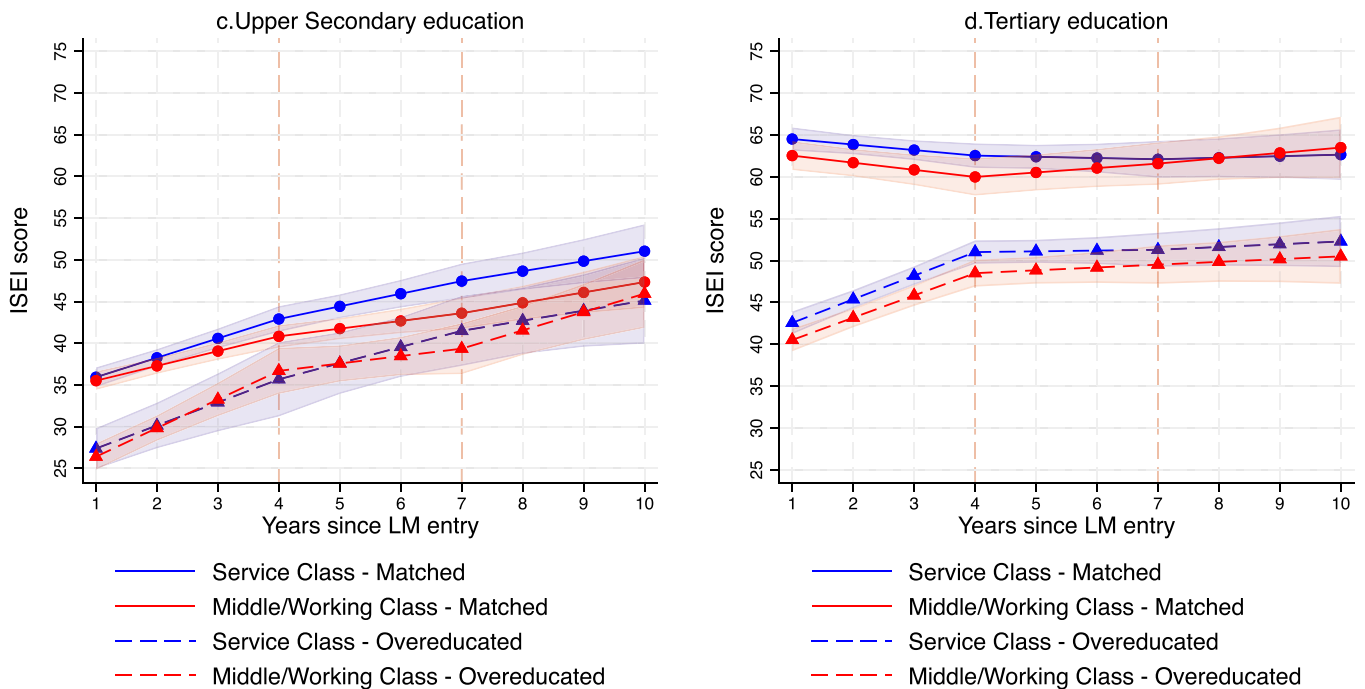 c.Upper Secondary education
75
70
65
60
55
50
45
40
35
30
25
ISEI score
1 2 3 4 5 6 7 8 9 10
Years since LM entry
Service Class - Matched
Middle/Working Class - Matched
Service Class - Overeducated
Middle/Working Class - Overeducated
d.Tertiary education
75
70
65
60
55
50
45
40
35
30
25
ISEI score
1 2 3 4 5 6 7 8 9 10
Years since LM entry
Service Class - Matched
Middle/Working Class - Matched
Service Class - Overeducated
Middle/Working Class - Overeducated